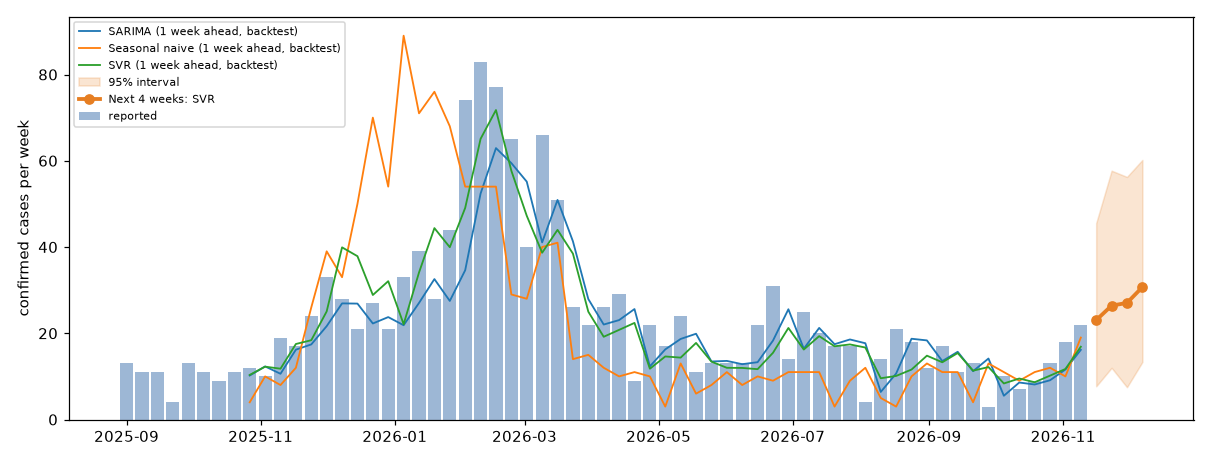 SARIMA (1 week ahead, backtest)
Seasonal naive (1 week ahead, backtest)
SVR (1 week ahead, backtest)
95% interval
Next 4 weeks: SVR
reported
confirmed cases per week
80
60
40
20
0
2025-09 2025-11 2026-01 2026-03 2026-05 2026-07 2026-09 2026-11